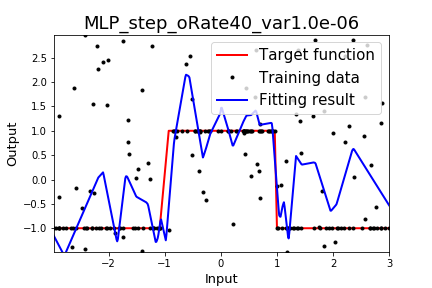 MLP_step_oRate40_var1.0e-06
Target function
Training data
Fitting result
Output
2.5
2.0
1.5
1.0
0.5
0.0
−0.5
−1.0
−2 −1 0 1 2 3
Input